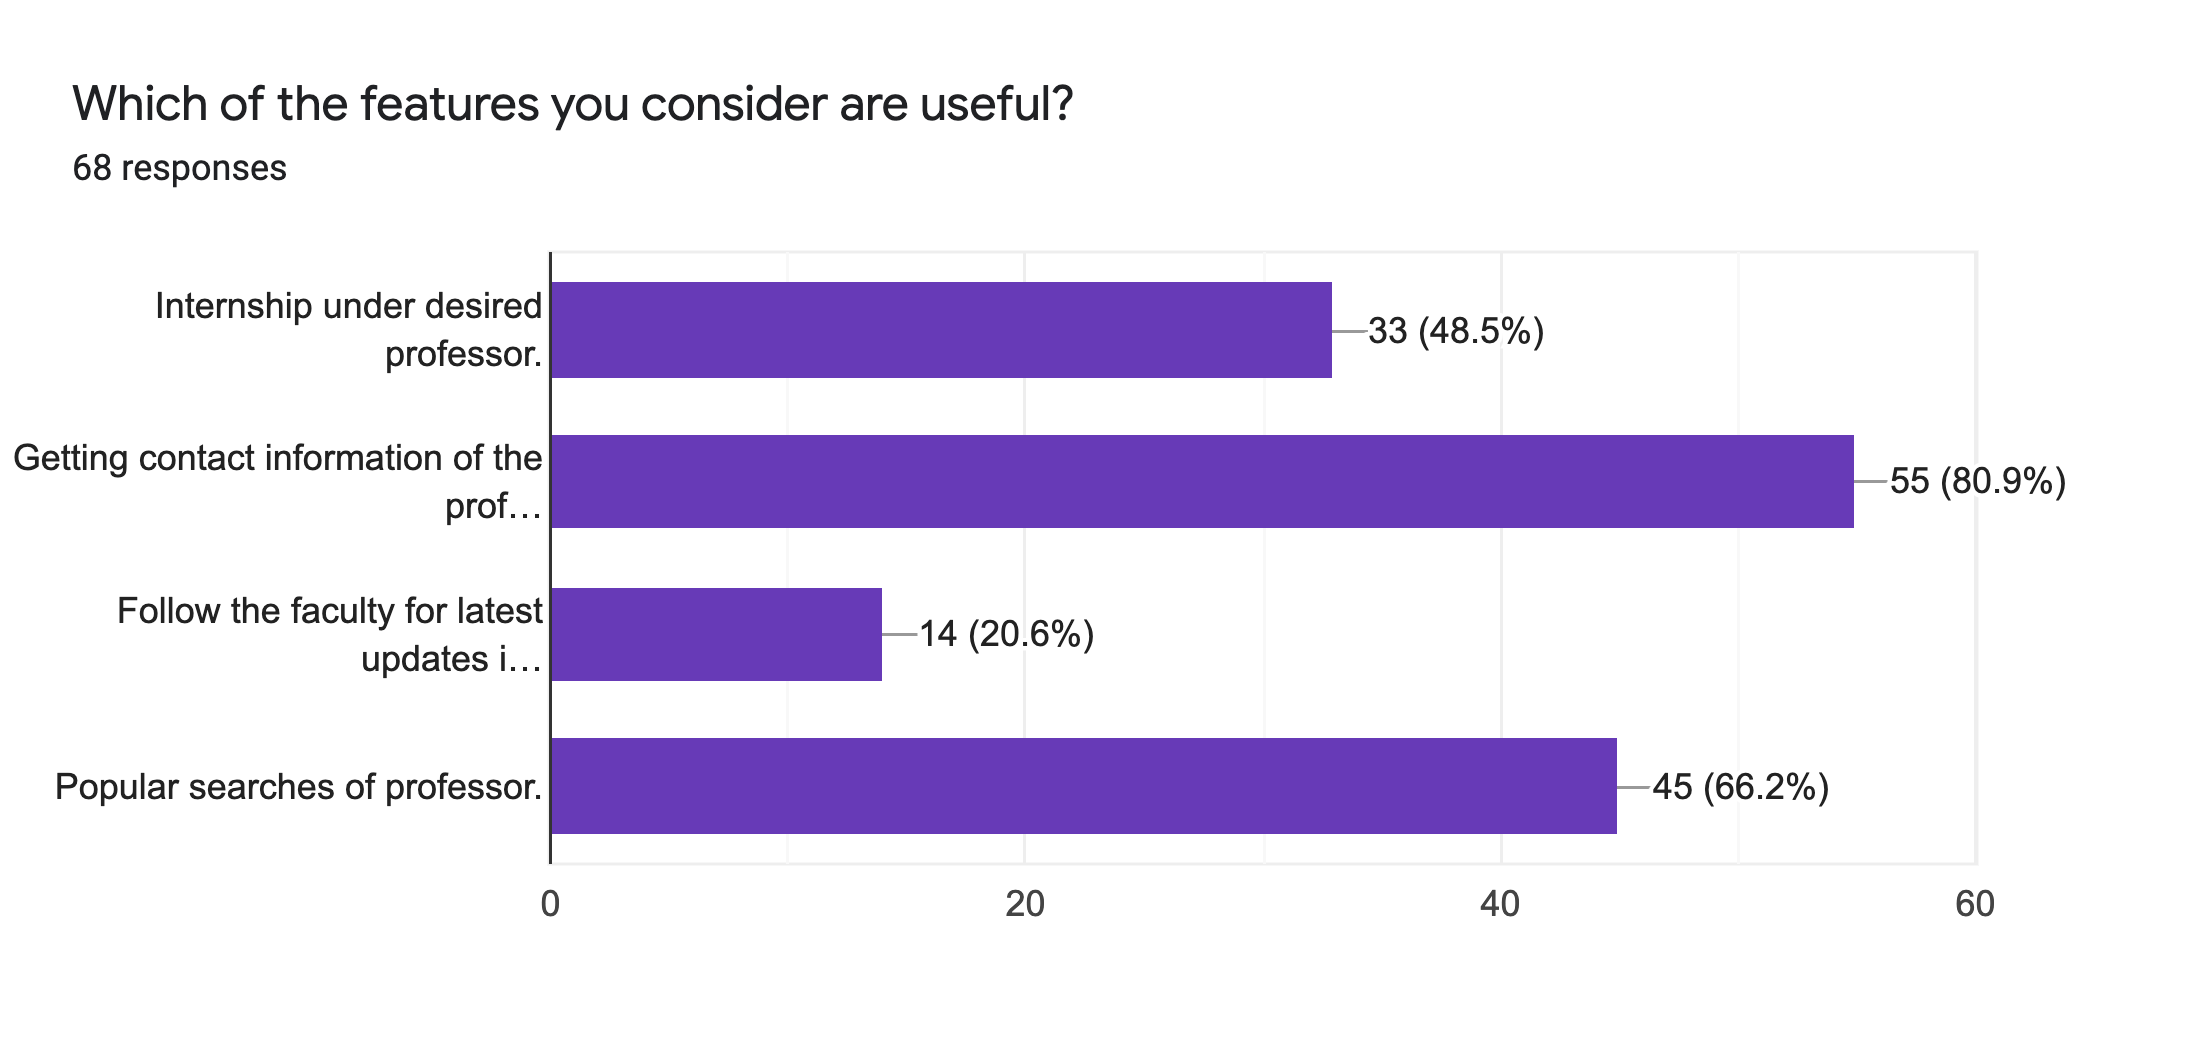 Which of the features you consider are useful?
68 responses
Internship under desired
professor.
33 (48.5%)
Getting contact information of the
prof…
55 (80.9%)
Follow the faculty for latest
updates i…
14 (20.6%)
Popular searches of professor.
45 (66.2%)
0
20
40
60